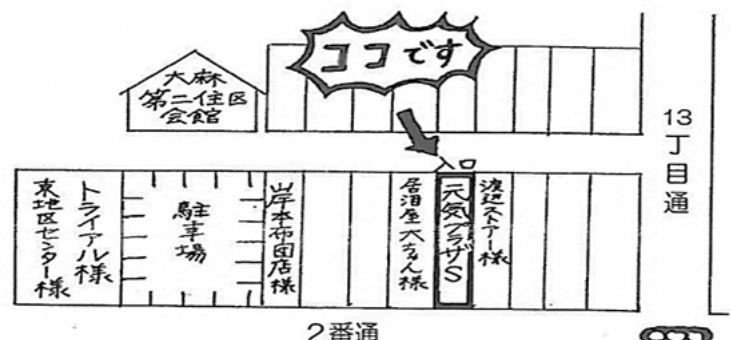 ココです
大麻
第二住区
会館
入口
13丁目通
東地区センター様
トライアル様
駐車場
山岸本布団店様
居酒屋大ちゃん様
元気プラザS
渡辺ストアー様
2番通